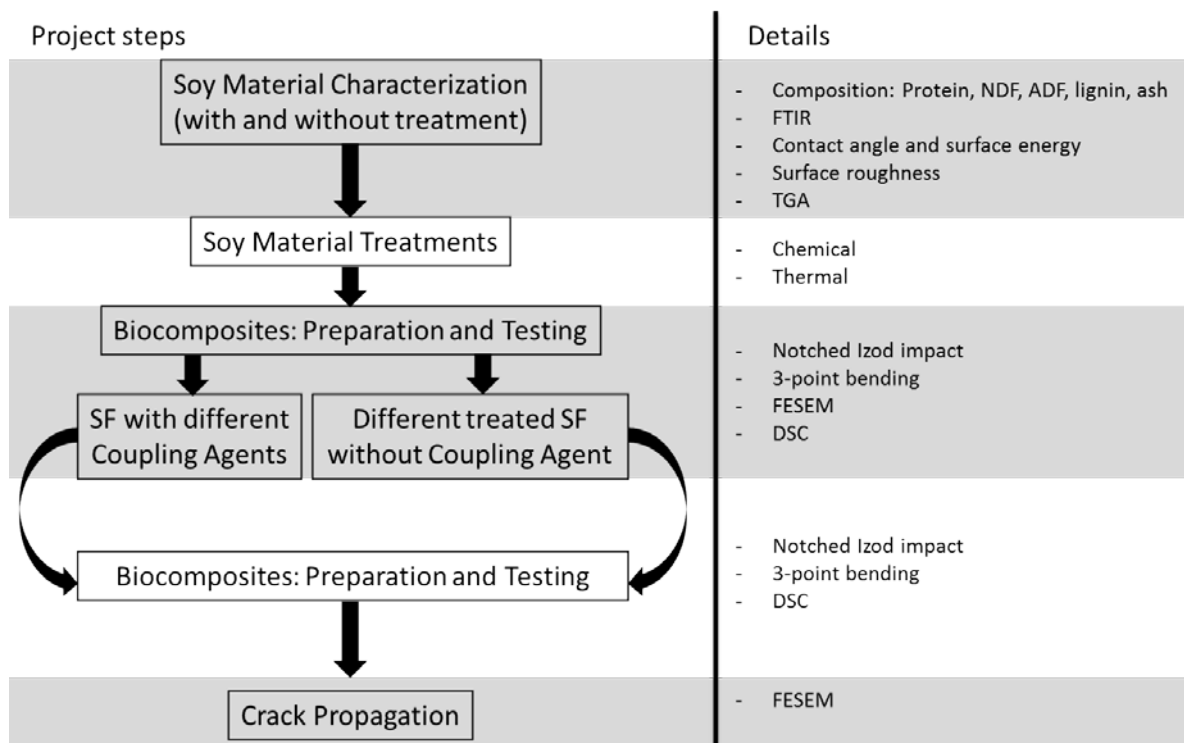 Project steps
Details
Soy Material Characterization
(with and without treatment)
- Composition: Protein, NDF, ADF, lignin, ash
- FTIR
- Contact angle and surface energy
- Surface roughness
- TGA
Soy Material Treatments
- Chemical
- Thermal
Biocomposites: Preparation and Testing
SF with different
Coupling Agents
Different treated SF
without Coupling Agent
- Notched Izod impact
- 3-point bending
- FESEM
- DSC
Biocomposites: Preparation and Testing
- Notched Izod impact
- 3-point bending
- DSC
Crack Propagation
- FESEM